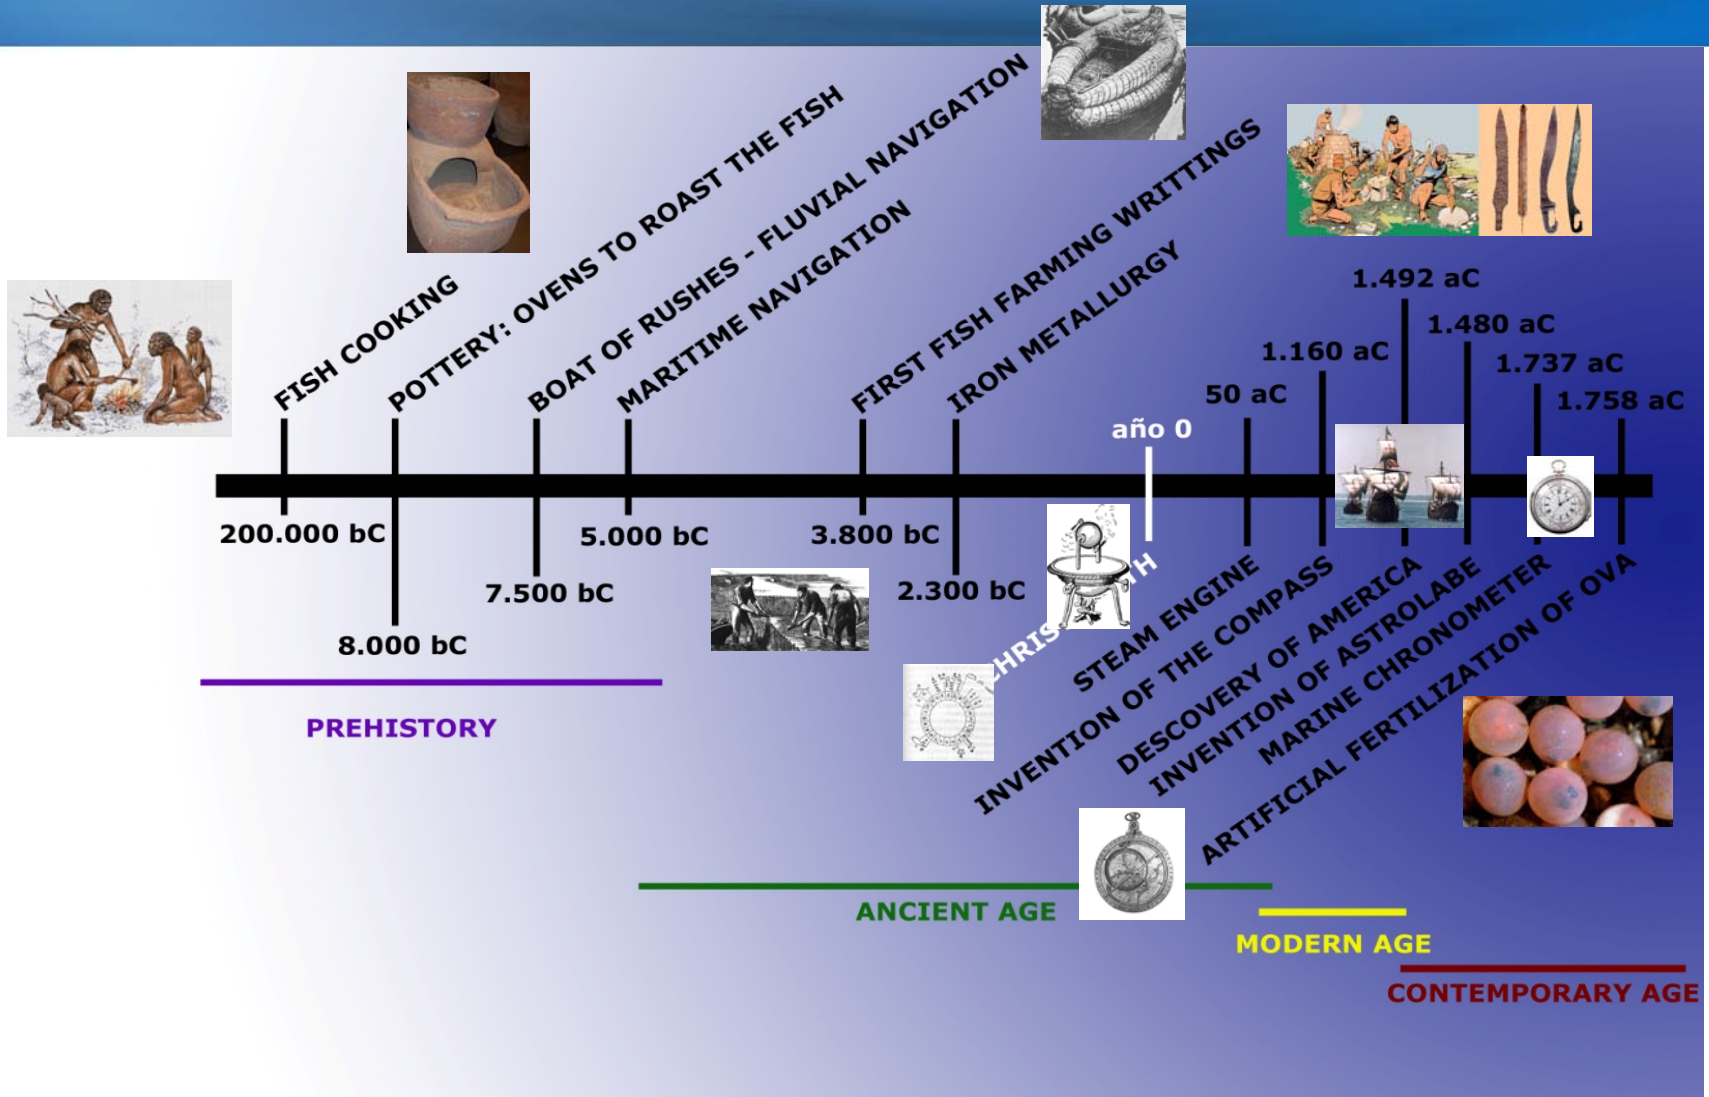 FISH COOKING
POTTERY: OVENS TO ROAST THE FISH
BOAT OF RUSHES - FLUVIAL NAVIGATION
MARITIME NAVIGATION
FIRST FISH FARMING WRITTINGS
IRON METALLURGY
1.492 aC
1.480 aC
1.160 aC
1.737 aC
50 aC
1.758 aC
año 0
200.000 bC
5.000 bC
3.800 bC
7.500 bC
2.300 bC
8.000 bC
STEAM ENGINE
INVENTION OF THE COMPASS
DESCOVERY OF AMERICA
INVENTION OF ASTROLABE
MARINE CHRONOMETER
ARTIFICIAL FERTILIZATION OF OVA
PREHISTORY
ANCIENT AGE
MODERN AGE
CONTEMPORARY AGE